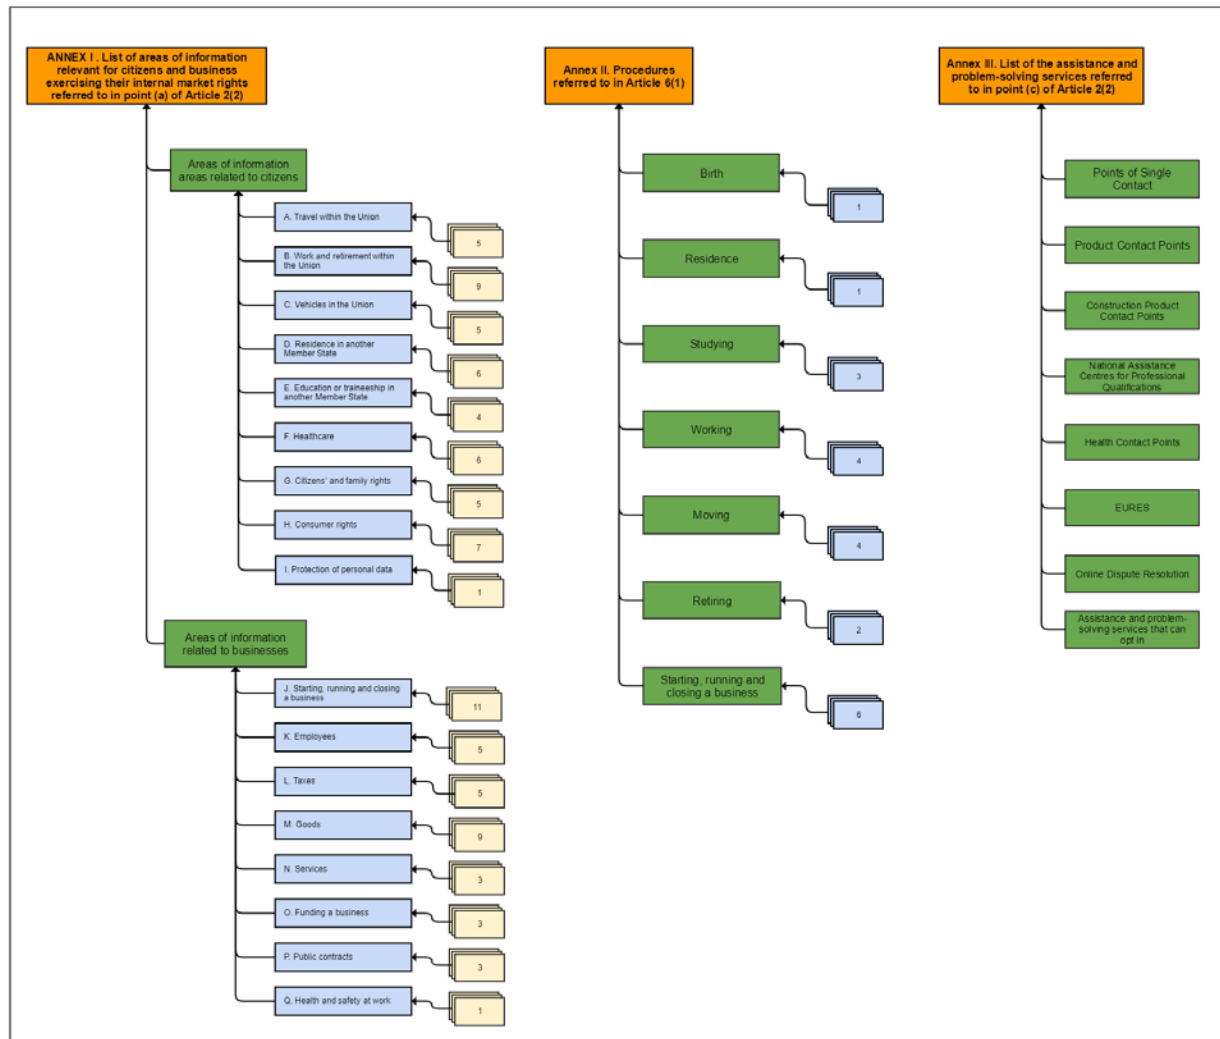 ANNEX I . List of areas of information
relevant for citizens and business
exercising their internal market rights
referred to in point (a) of Article 2(2)
Areas of information
areas related to citizens
A. Travel within the Union
5
B. Work and retirement within
the Union
9
C. Vehicles in the Union
5
D. Residence in another
Member State
6
E. Education or traineeship in
another Member State
4
F. Healthcare
6
G. Citizens' and family rights
5
H. Consumer rights
7
I. Protection of personal data
1
Areas of information
related to businesses
J. Starting, running and closing
a business
11
K. Employees
5
L. Taxes
5
M. Goods
9
N. Services
3
O. Funding a business
3
P. Public contracts
3
Q. Health and safety at work
1
Annex II. Procedures
referred to in Article 6(1)
Birth
1
Residence
1
Studying
3
Working
4
Moving
4
Retiring
2
Starting, running and
closing a business
6
Annex III. List of the assistance and
problem-solving services referred
to in point (c) of Article 2(2)
Points of Single
Contact
Product Contact Points
Construction Product
Contact Points
National Assistance
Centres for Professional
Qualifications
Health Contact Points
EURES
Online Dispute Resolution
Assistance and problem-
solving services that can
opt in